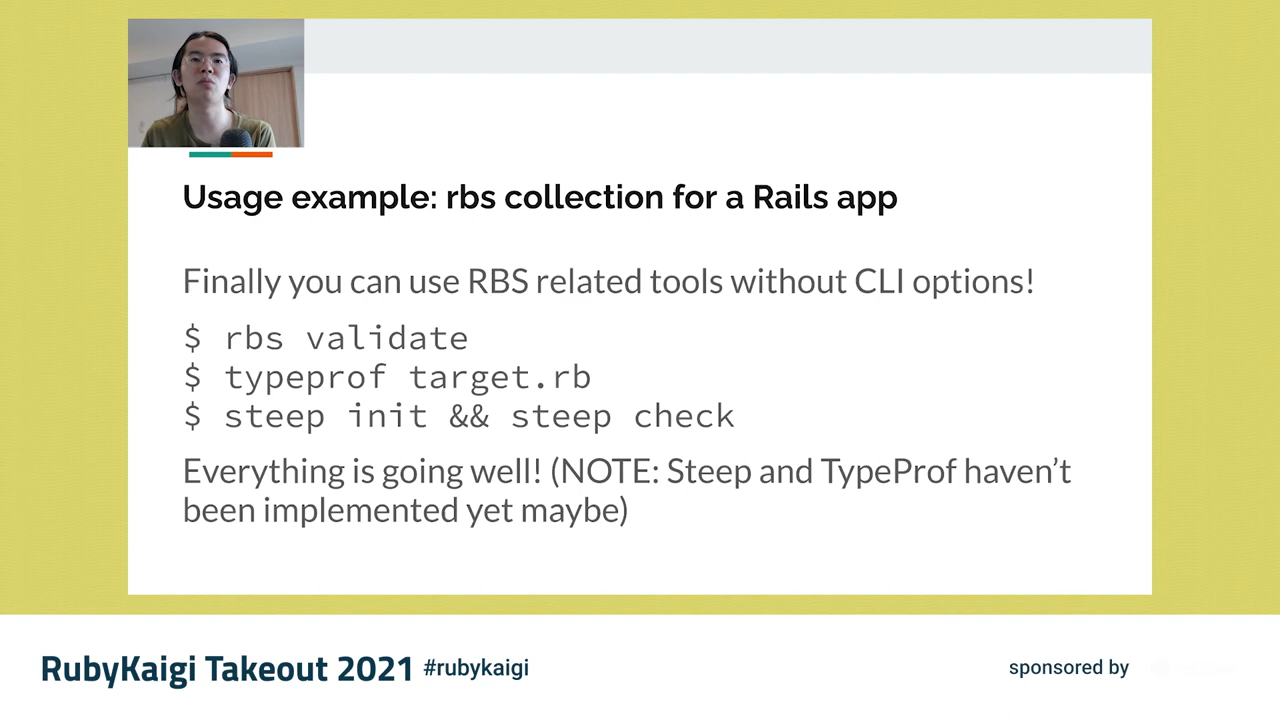 Usage example: rbs collection for a Rails app
Finally you can use RBS related tools without CLI options!
$ rbs validate
$ typeprof target.rb
$ steep init && steep check
Everything is going well! (NOTE: Steep and TypeProf haven’t
been implemented yet maybe)
RubyKaigi Takeout 2021 #rubykaigi
sponsored by